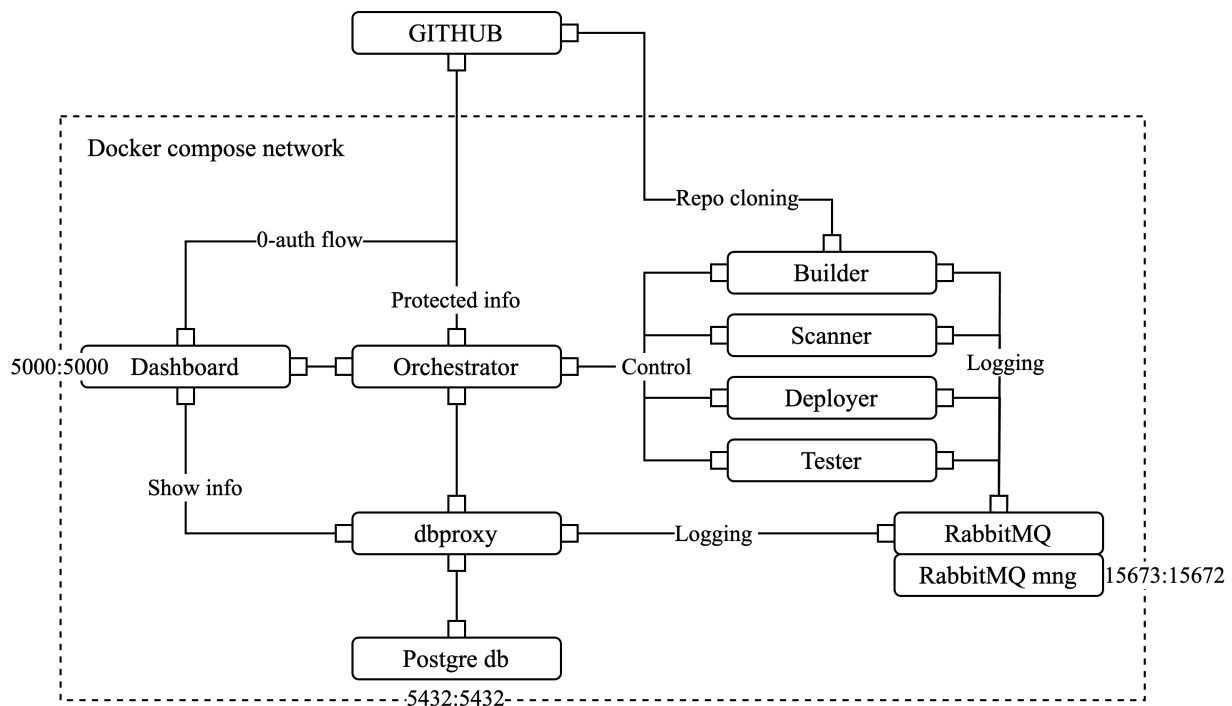 GITHUB
Docker compose network
Repo cloning
0-auth flow
Builder
Protected info
Scanner
5000:5000
Dashboard
Orchestrator
Control
Logging
Deployer
Tester
Show info
dbproxy
Logging
RabbitMQ
RabbitMQ mng
15673:15672
Postgre db
5432:5432